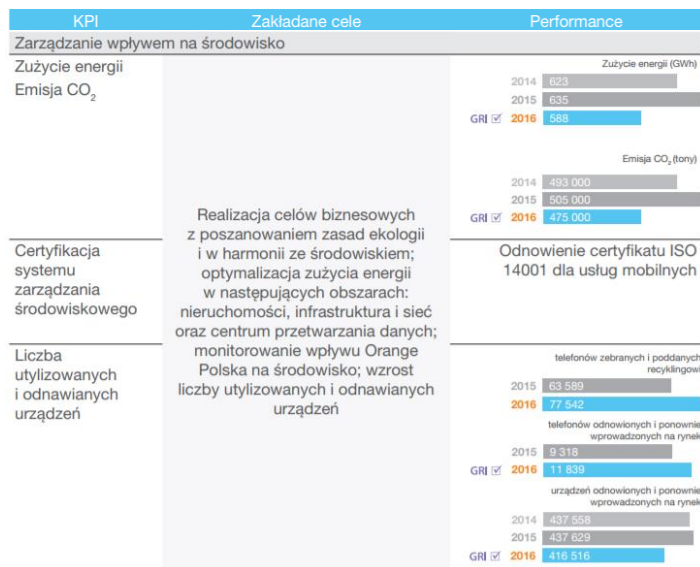 KPI
Zakładane cele
Performance
Zarządzanie wpływem na środowisko
Zużycie energii
Emisja CO₂
Zużycie energii (GWh)
2014 623
2015 635
GRI ☑ 2016 588
Emisja CO₂ (tony)
2014 493 000
2015 505 000
GRI ☑ 2016 475 000
Realizacja celów biznesowych
z poszanowaniem zasad ekologii
i w harmonii ze środowiskiem;
optymalizacja zużycia energii
w następujących obszarach:
nieruchomości, infrastruktura i sieć
oraz centrum przetwarzania danych;
monitorowanie wpływu Orange
Polska na środowisko; wzrost
liczby utylizowanych i odnawianych
urządzeń
Certyfikacja
systemu
zarządzania
środowiskowego
Odnowienie certyfikatu ISO
14001 dla usług mobilnych
Liczba
utylizowanych
i odnawianych
urządzeń
telefonów zebranych i poddanych
recyklingowi
2015 63 589
2016 77 542
telefonów odnowionych i ponownie
wprowadzonych na rynek
2015 9 318
GRI ☑ 2016 11 839
urządzeń odnowionych i ponownie
wprowadzonych na rynek
2014 437 558
2015 437 629
GRI ☑ 2016 416 516